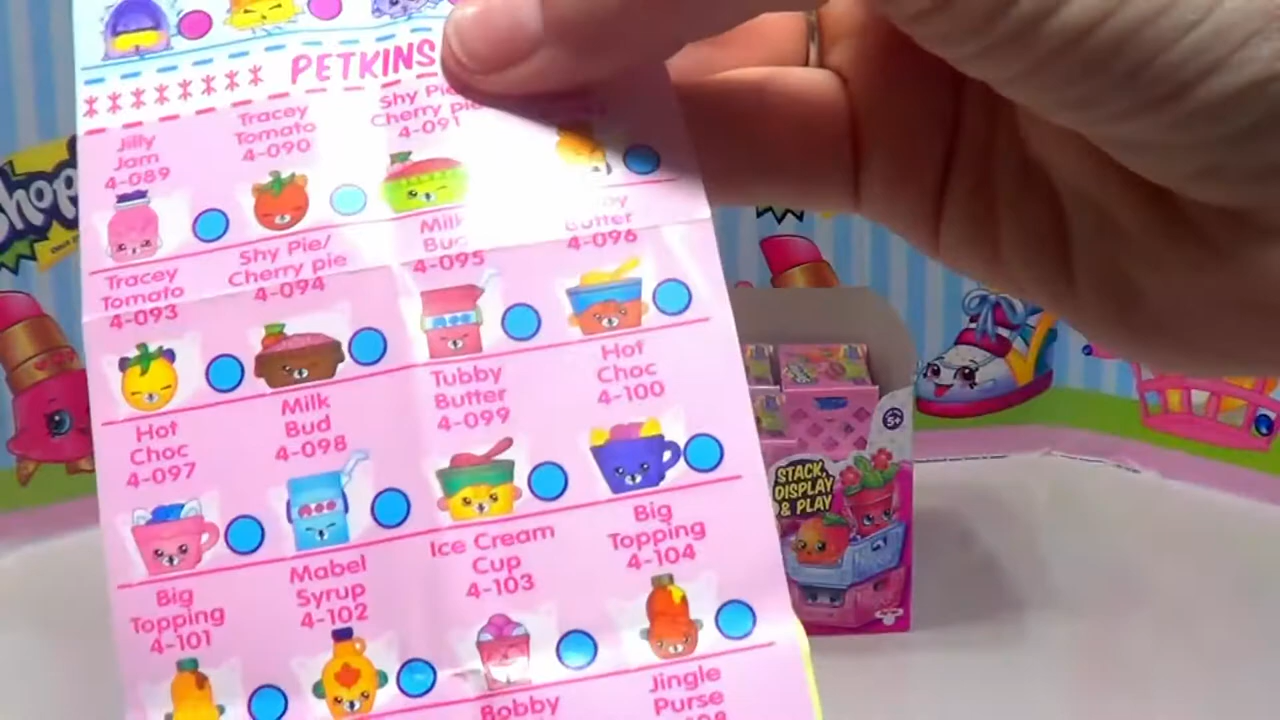 PETKINS
Jilly
Jam
4-089
Tracey
Tomato
4-090
Shy Pie
Cherry pie
4-091
Tracey
Tomato
4-093
Shy Pie/
Cherry pie
4-094
Milk
Bud
4-095
Butter
4-096
Hot
Choc
4-097
Milk
Bud
4-098
Tubby
Butter
4-099
Hot
Choc
4-100
Big
Topping
4-101
Mabel
Syrup
4-102
Ice Cream
Cup
4-103
Big
Topping
4-104
Bobby
Jingle
Purse
Shop
5+
STACK,
DISPLAY
& PLAY